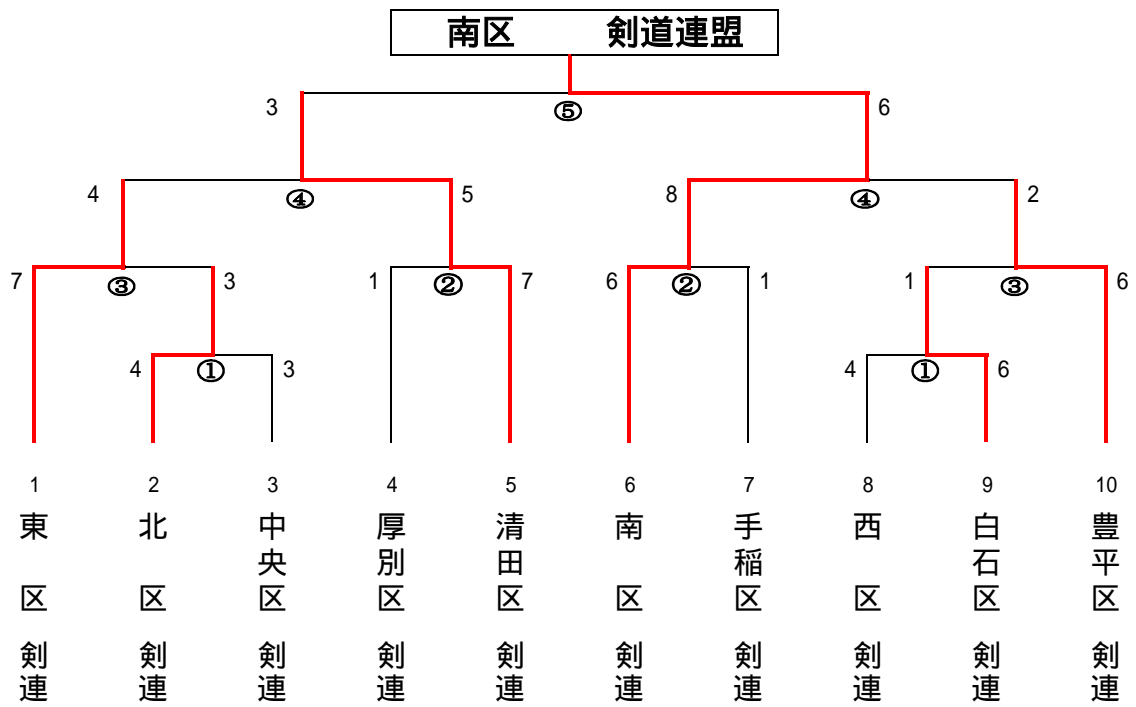 南区 剣道連盟
3 ⑤ 6
4 ④ 5 8 ④ 2
7 ③ 3 1 ② 7 6 ② 1 1 ③ 6
4 ① 3 4 ① 6
1 2 3 4 5 6 7 8 9 10
東区剣連
北区剣連
中央区剣連
厚別区剣連
清田区剣連
南区剣連
手稲区剣連
西区剣連
白石区剣連
豊平区剣連